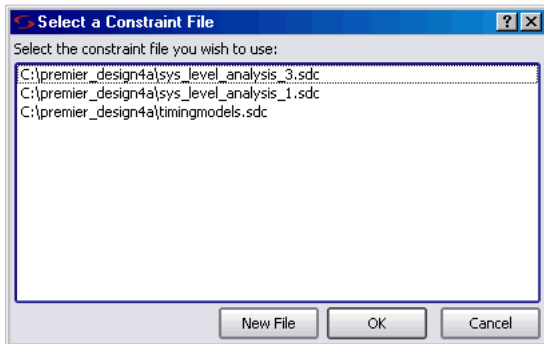 Select a Constraint File
Select the constraint file you wish to use:
C:\premier_design4a\sys_level_analysis_3.sdc
C:\premier_design4a\sys_level_analysis_1.sdc
C:\premier_design4a\timingmodels.sdc
New File OK Cancel